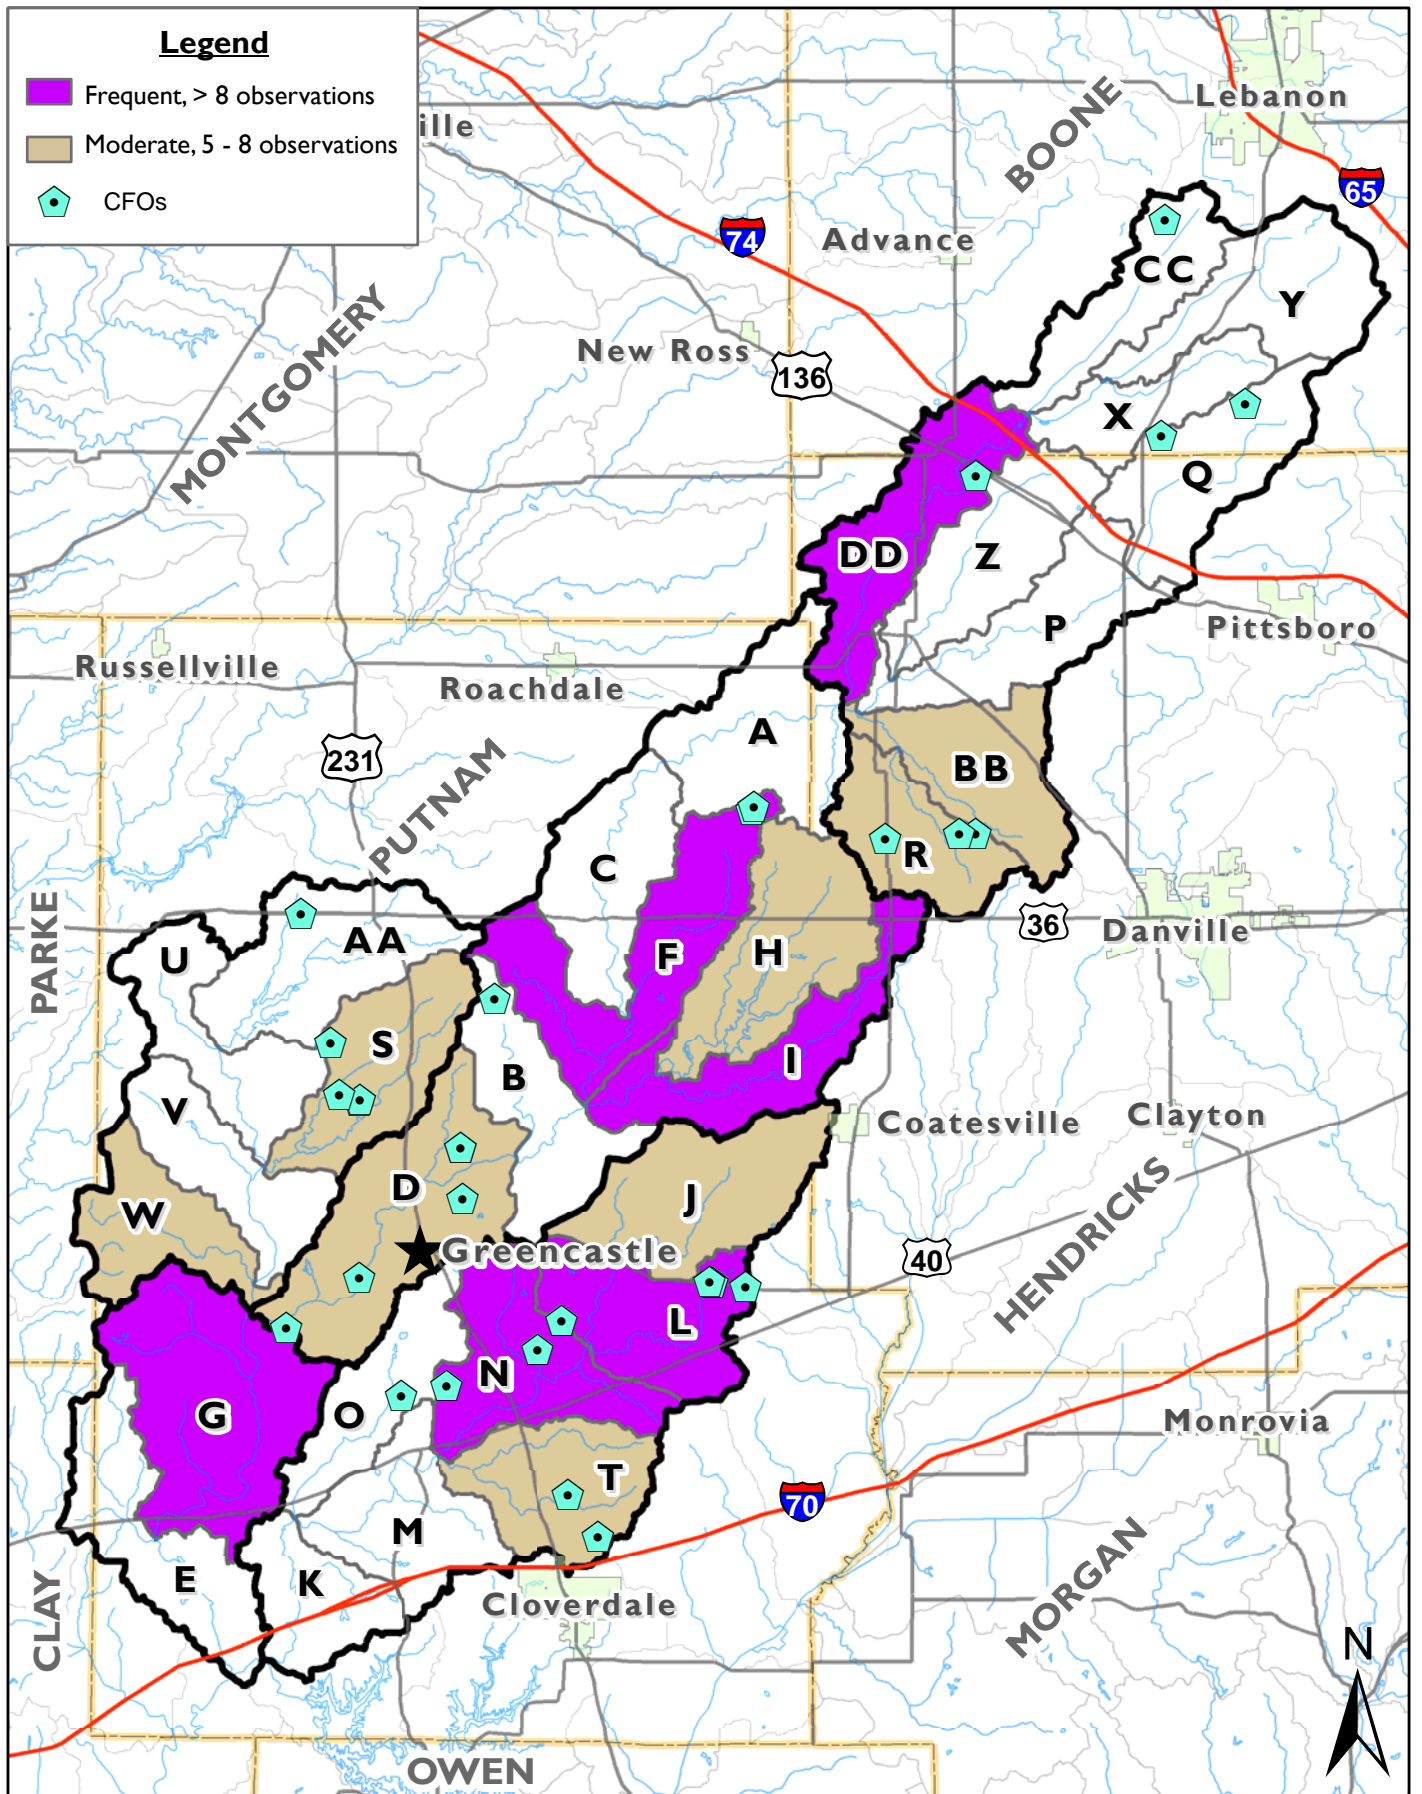 Legend
Frequent, > 8 observations
Moderate, 5 - 8 observations
CFOs
ille
Lebanon
BOONE
65
74
Advance
CC
Y
MONTGOMERY
New Ross
136
X
Q
DD
Z
P
Pittsboro
Russellville
Roachdale
A
231
PUTNAM
BB
C
R
PARKE
36
Danville
AA
U
F
H
S
I
B
V
Coatesville
Clayton
D
J
W
Greencastle
40
HENDRICKS
L
N
G
O
Monrovia
T
70
M
MORGAN
E
K
CLAY
Cloverdale
N
OWEN